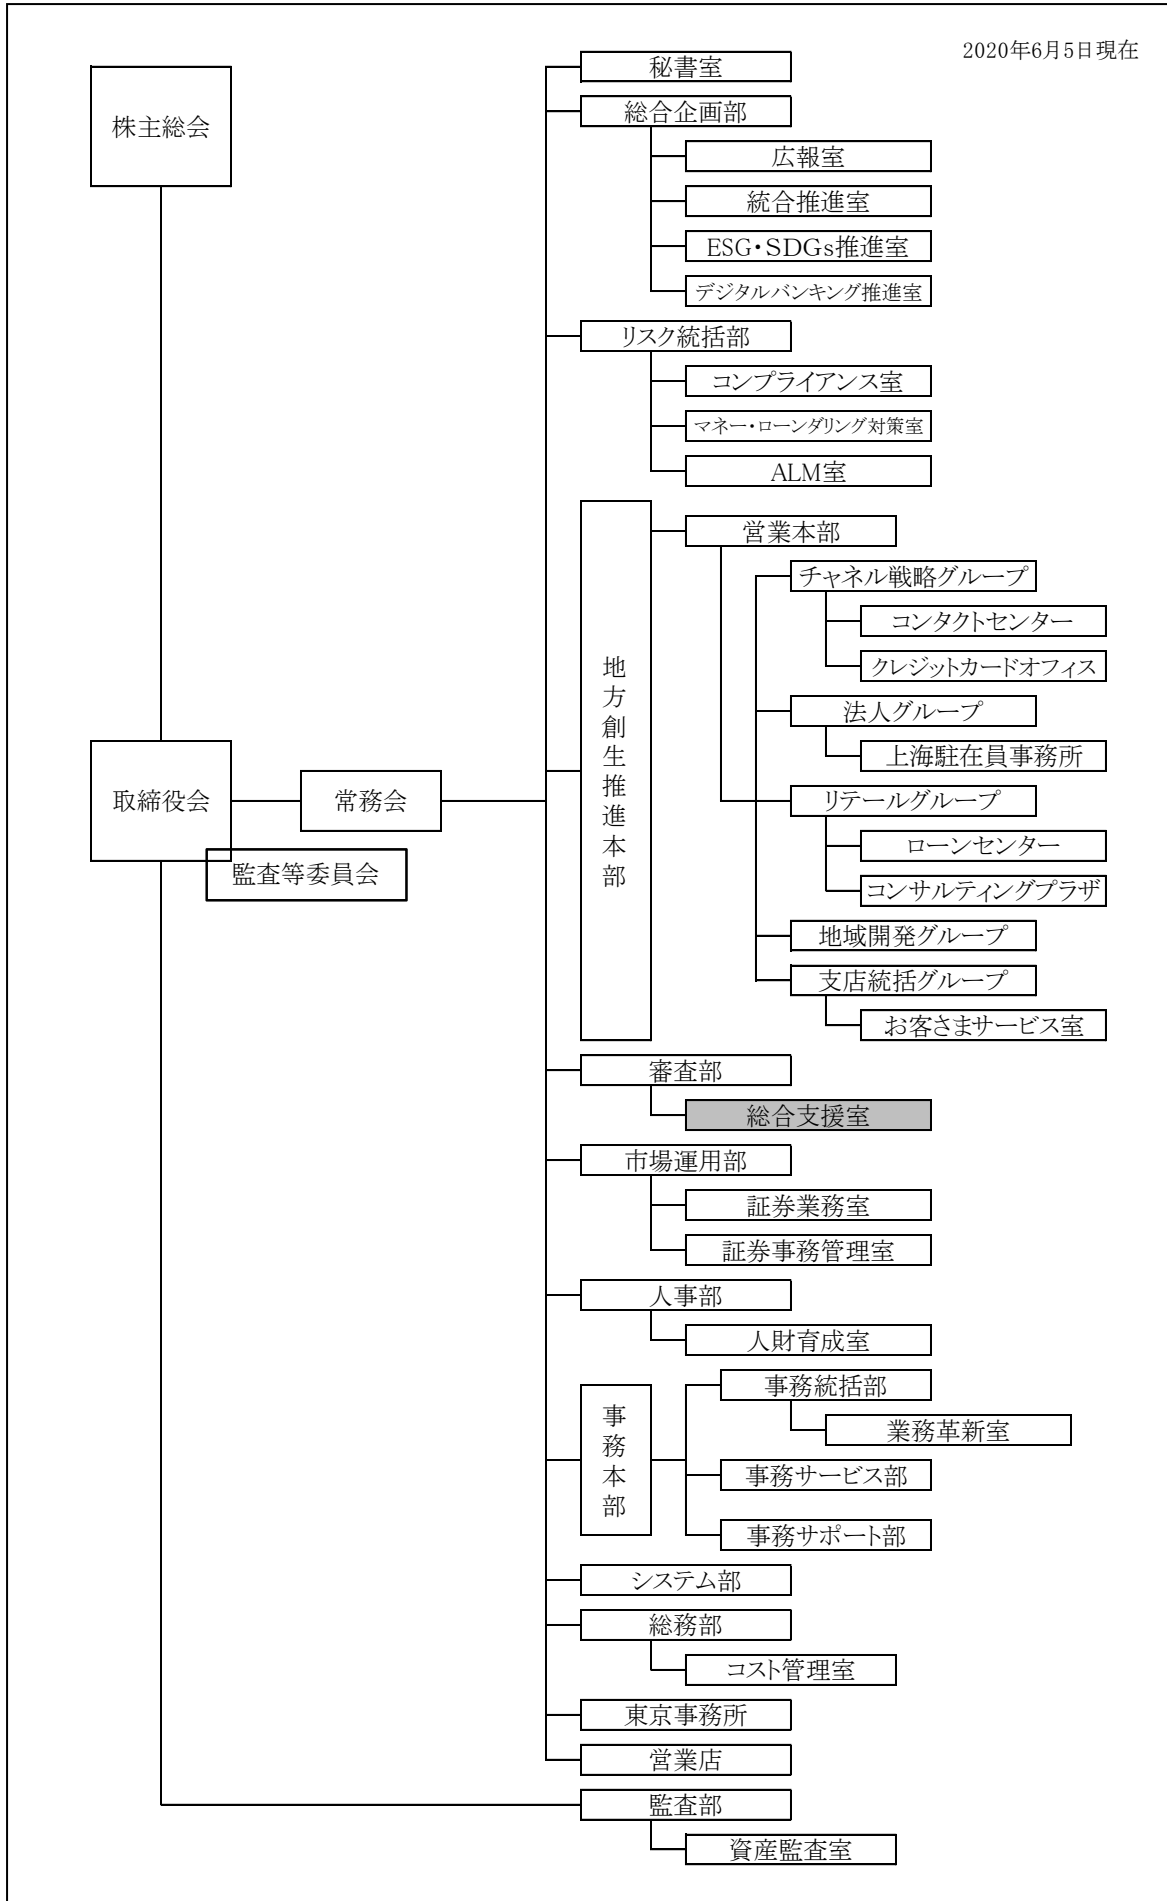 2020年6月5日現在
株主総会
取締役会
監査等委員会
常務会
秘書室
総合企画部
広報室
統合推進室
ESG・SDGs推進室
デジタルバンキング推進室
リスク統括部
コンプライアンス室
マネー・ローンダリング対策室
ALM室
地方創生推進本部
営業本部
チャネル戦略グループ
コンタクトセンター
クレジットカードオフィス
法人グループ
上海駐在員事務所
リテールグループ
ローンセンター
コンサルティングプラザ
地域開発グループ
支店統括グループ
お客さまサービス室
審査部
総合支援室
市場運用部
証券業務室
証券事務管理室
人事部
人財育成室
事務本部
事務統括部
業務革新室
事務サービス部
事務サポート部
システム部
総務部
コスト管理室
東京事務所
営業店
監査部
資産監査室